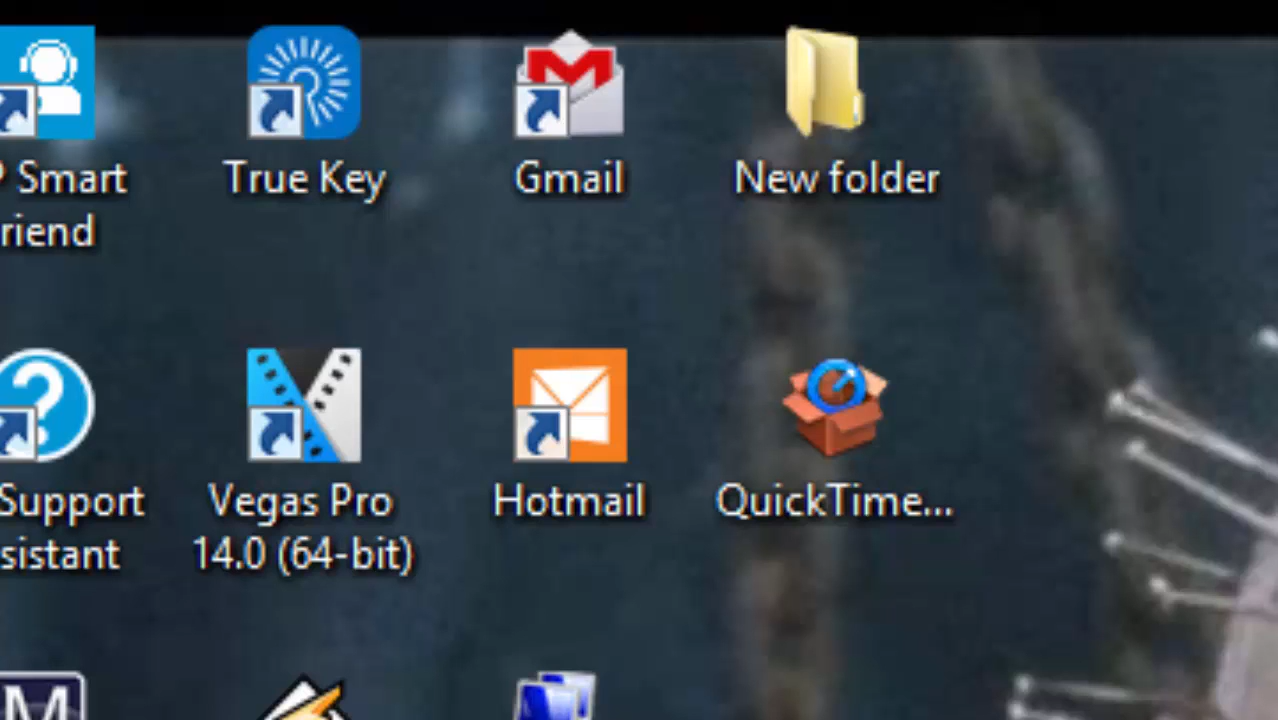 Smart
True Key
Gmail
New folder
riend
Support
Vegas Pro
Hotmail
QuickTime...
sistant
14.0 (64-bit)
M